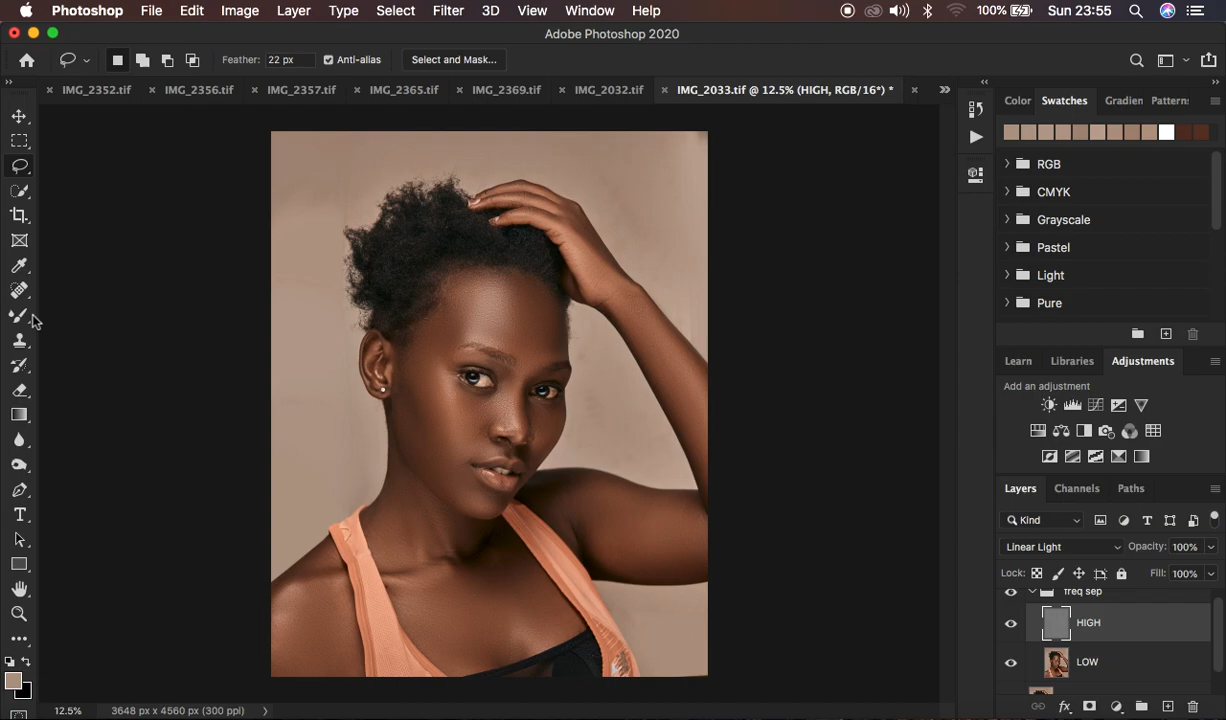 Photoshop File Edit Image Layer Type Select Filter 3D View Window Help 100% Sun 23:55
Adobe Photoshop 2020
Feather: 22 px Anti-alias Select and Mask...
IMG_2352.tif IMG_2356.tif IMG_2357.tif IMG_2365.tif IMG_2369.tif IMG_2032.tif IMG_2033.tif @ 12.5% (HIGH, RGB/16*) *
Color Swatches Gradien Pattern
RGB
CMYK
Grayscale
Pastel
Light
Pure
Learn Libraries Adjustments
Add an adjustment
Layers Channels Paths
Kind
Linear Light Opacity: 100%
Lock: Fill: 100%
freq sep
HIGH
LOW
12.5% 3648 px x 4560 px (300 ppi)